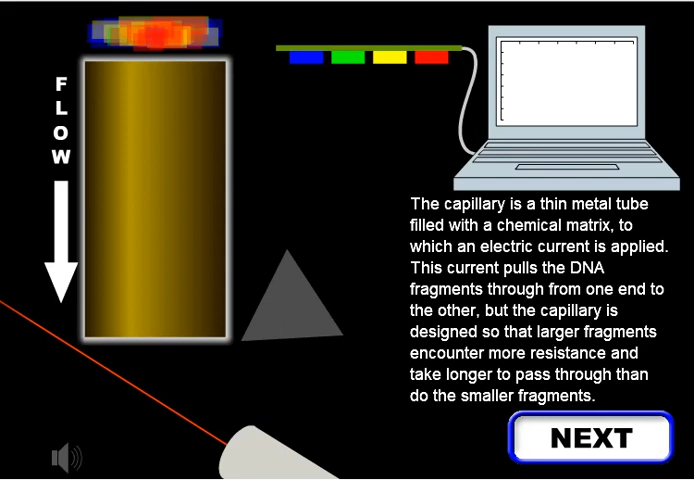 F
L
O
W
The capillary is a thin metal tube
filled with a chemical matrix, to
which an electric current is applied.
This current pulls the DNA
fragments through from one end to
the other, but the capillary is
designed so that larger fragments
encounter more resistance and
take longer to pass through than
do the smaller fragments.
NEXT